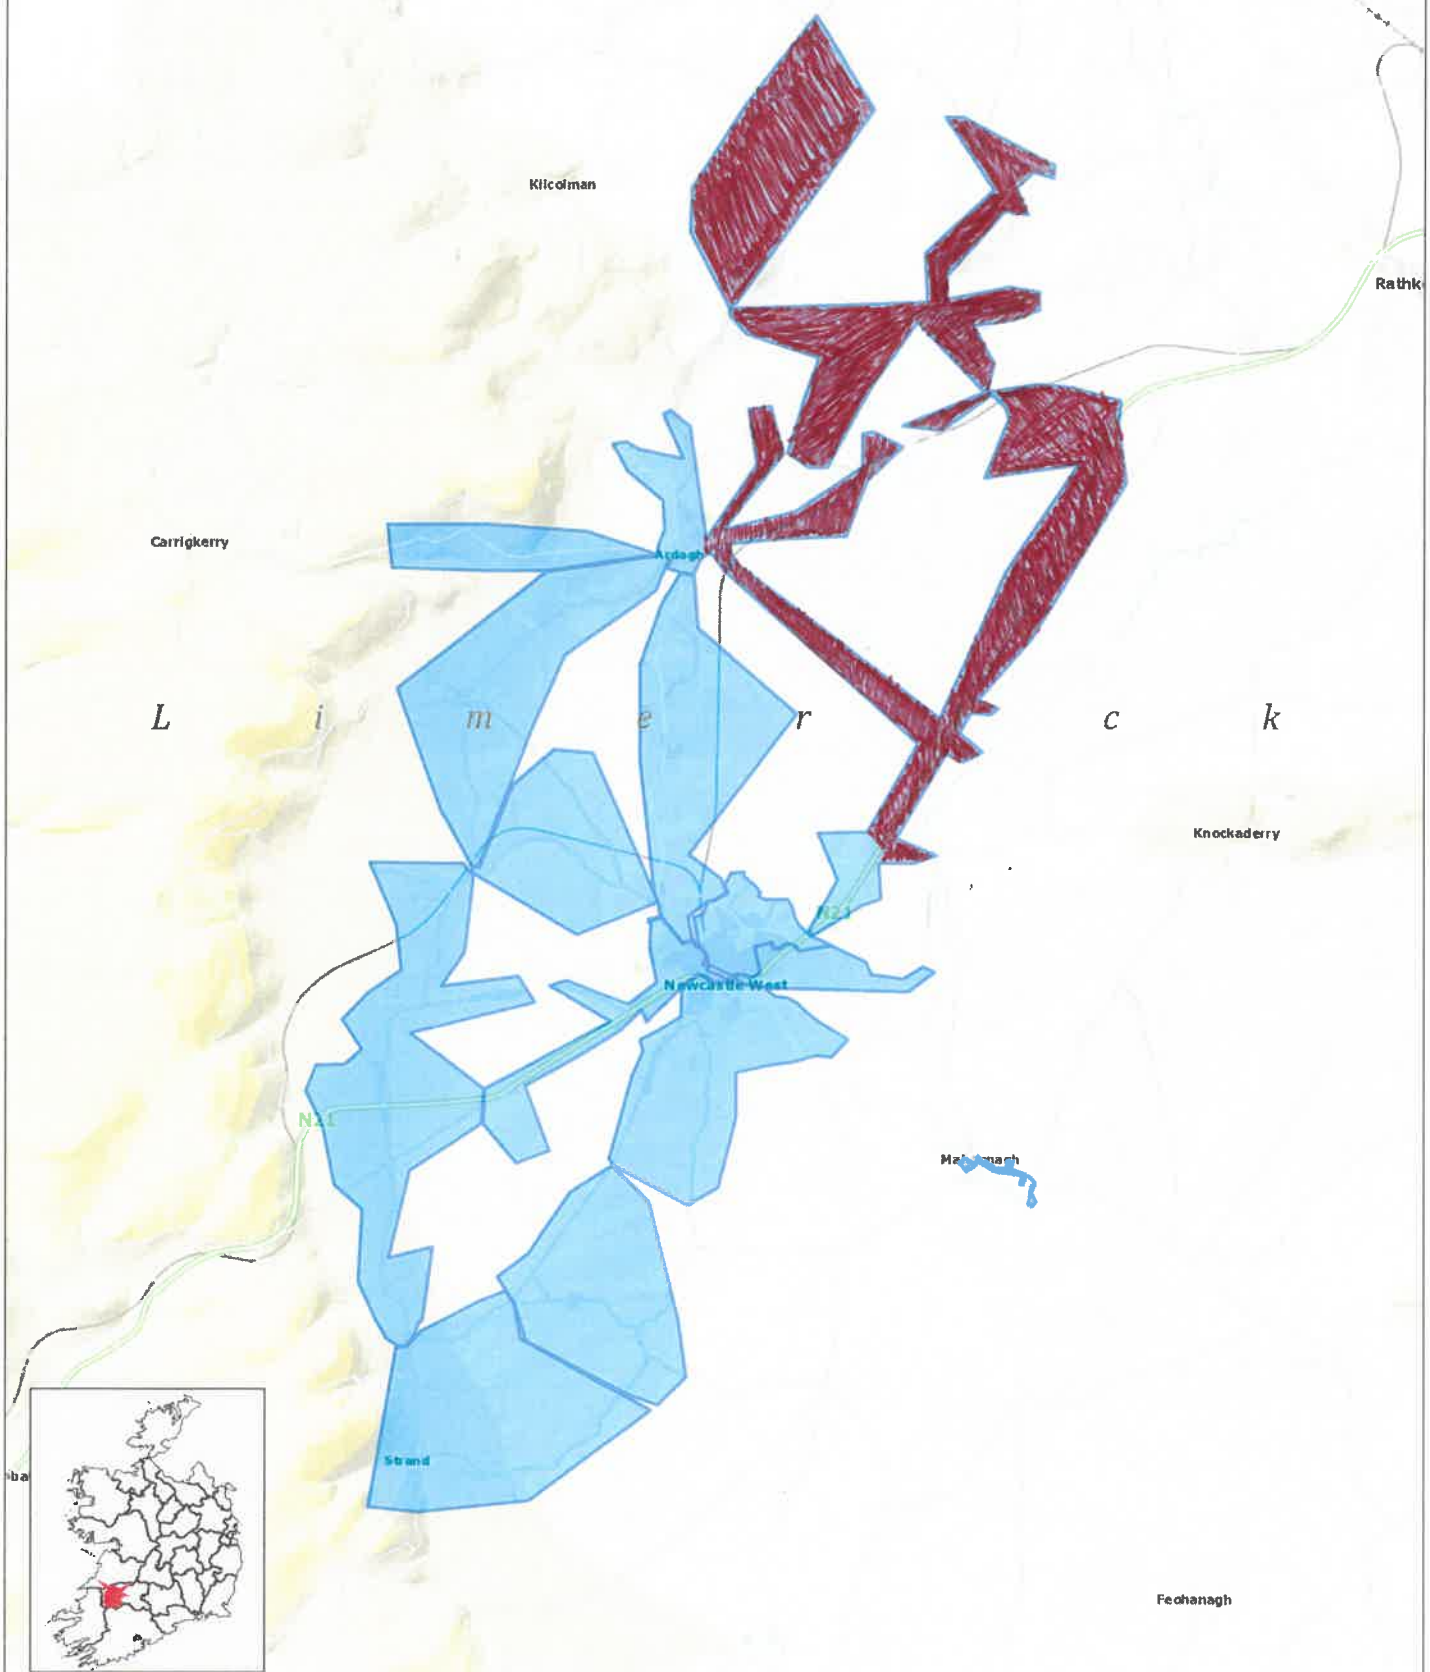 Kilcolman
Rathk
Carrigkerry
Ardagh
L i m e r c k
Knockaderry
N21
Newcastle West
N21
Strand
Feohanagh